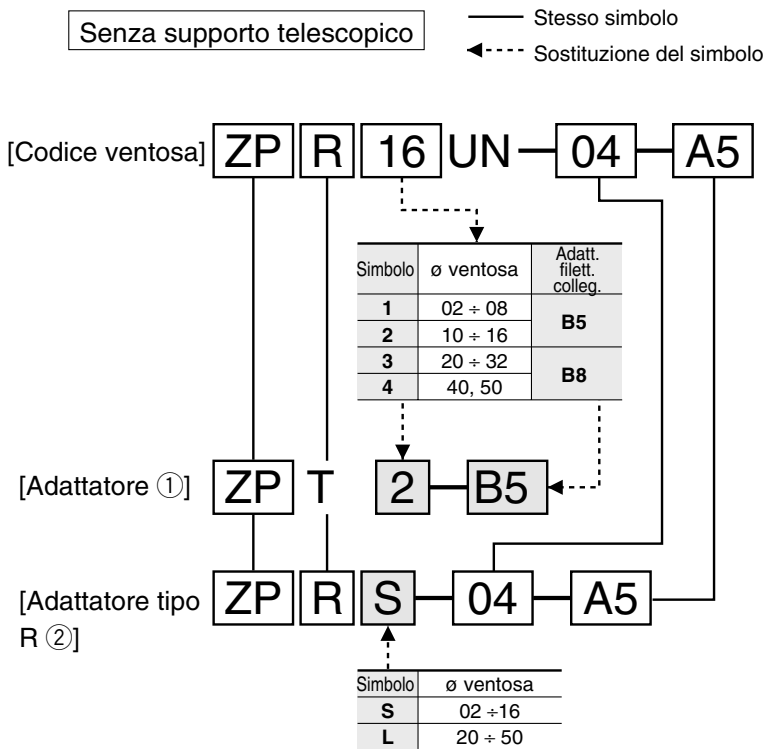 Senza supporto telescopico
Stesso simbolo
Sostituzione del simbolo
[Codice ventosa] ZP R 16 UN — 04 — A5
Simbolo ø ventosa Adatt. filett. colleg.
1 02 ÷ 08 B5
2 10 ÷ 16
3 20 ÷ 32 B8
4 40, 50
[Adattatore ①] ZP T 2 — B5
[Adattatore tipo R ②] ZP R S — 04 — A5
Simbolo ø ventosa
S 02 ÷16
L 20 ÷ 50